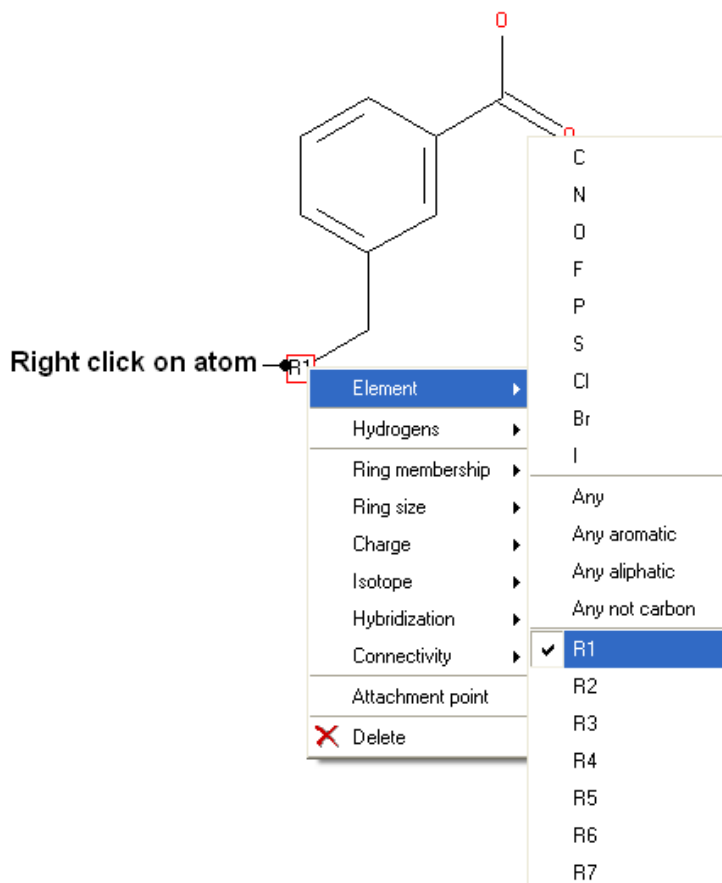 O
O
Right click on atom
R1
Element
Hydrogens
Ring membership
Ring size
Charge
Isotope
Hybridization
Connectivity
Attachment point
Delete
C
N
O
F
P
S
Cl
Br
I
Any
Any aromatic
Any aliphatic
Any not carbon
R1
R2
R3
R4
R5
R6
R7